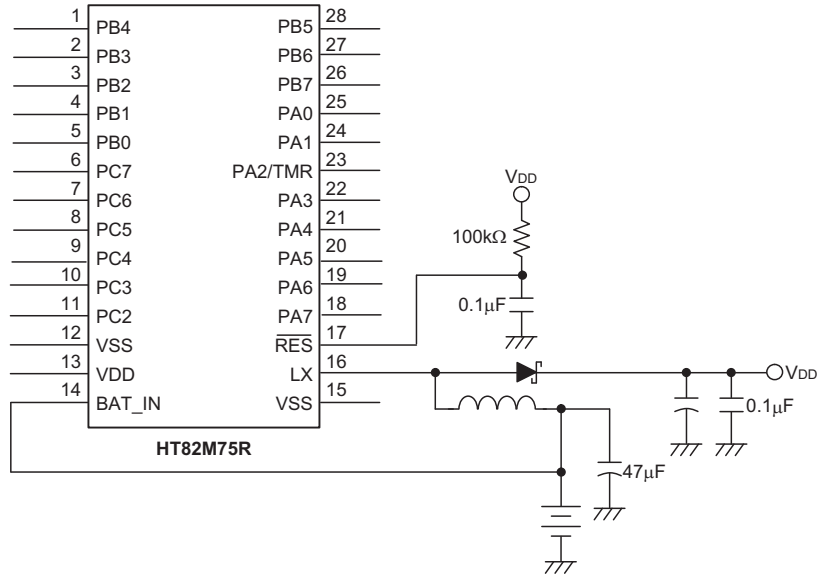 1 PB4
2 PB3
3 PB2
4 PB1
5 PB0
6 PC7
7 PC6
8 PC5
9 PC4
10 PC3
11 PC2
12 VSS
13 VDD
14 BAT_IN
PB5 28
PB6 27
PB7 26
PA0 25
PA1 24
PA2/TMR 23
PA3 22
PA4 21
PA5 20
PA6 19
PA7 18
R̅E̅S̅ 17
LX 16
VSS 15
HT82M75R
VDD
100kΩ
0.1μF
VDD
0.1μF
47μF